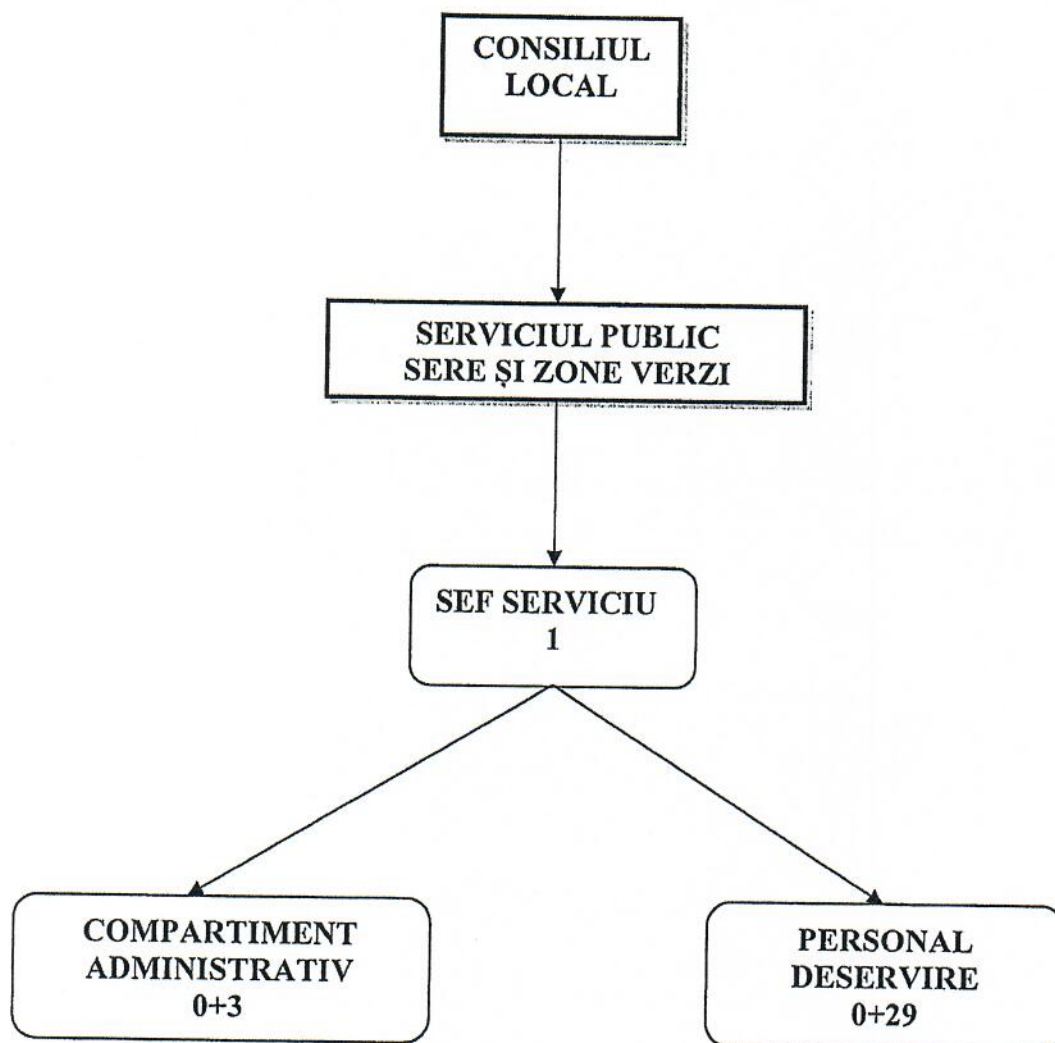 CONSILIUL
LOCAL
SERVICIUL PUBLIC
SERE ȘI ZONE VERZI
SEF SERVICIU
1
COMPARTIMENT
ADMINISTRATIV
0+3
PERSONAL
DESERVIRE
0+29